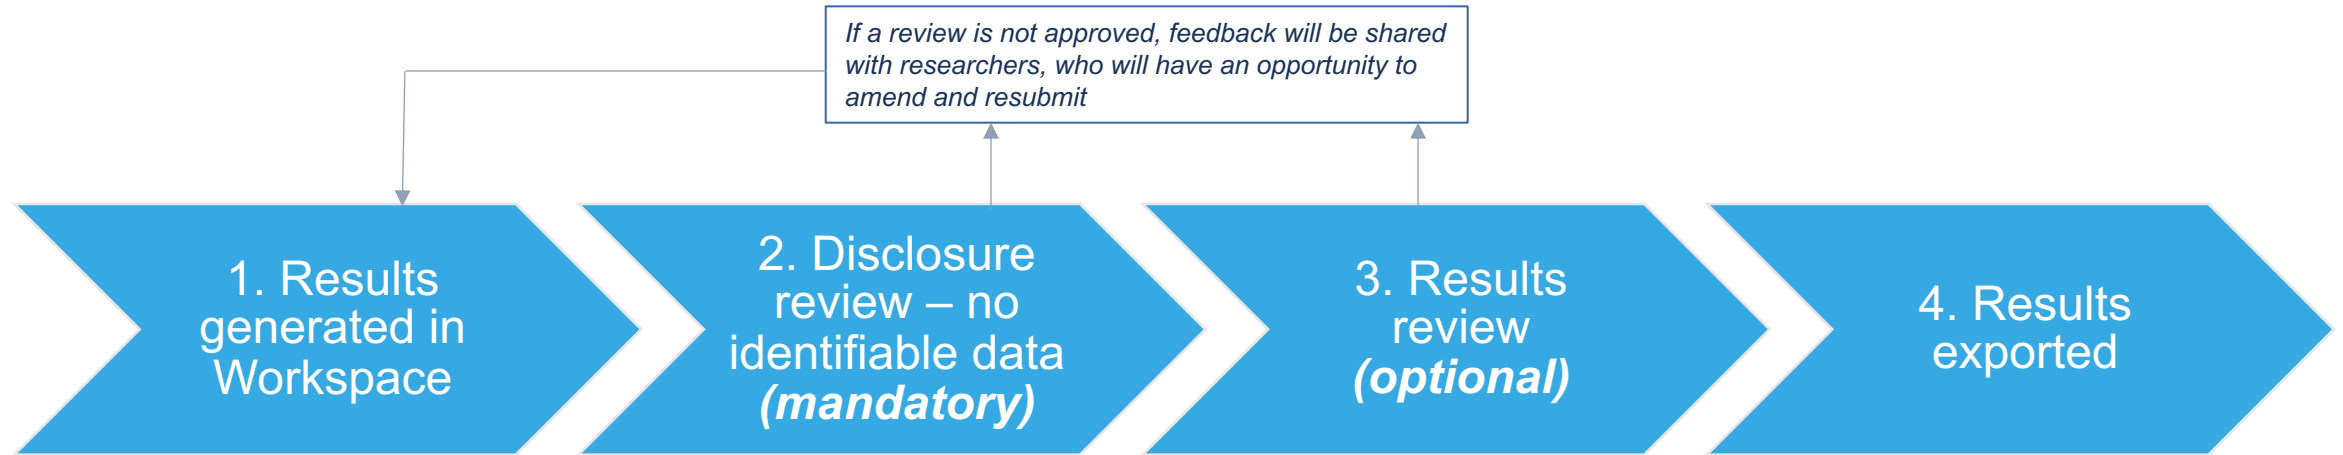 If a review is not approved, feedback will be shared
with researchers, who will have an opportunity to
amend and resubmit
1. Results
generated in
Workspace
2. Disclosure
review – no
identifiable data
(mandatory)
3. Results
review
(optional)
4. Results
exported